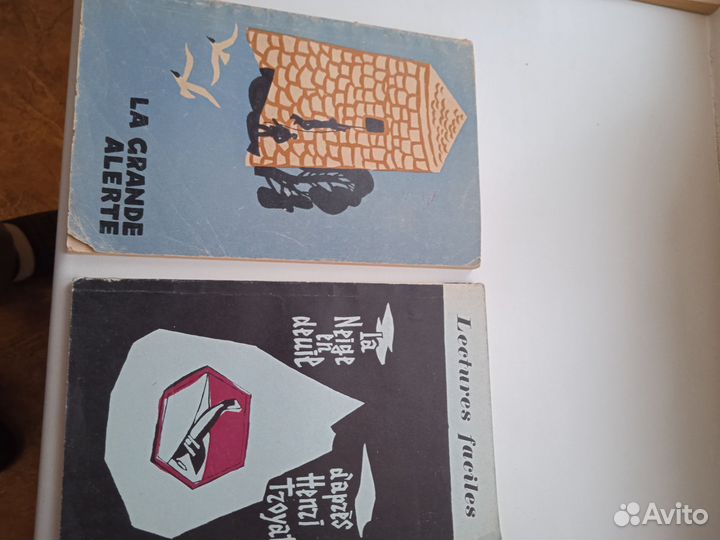 LA GRANDE
ALERTE
Lectures faciles
La
Neige
en
deuil
d'après
Henri
Troyat
Avito